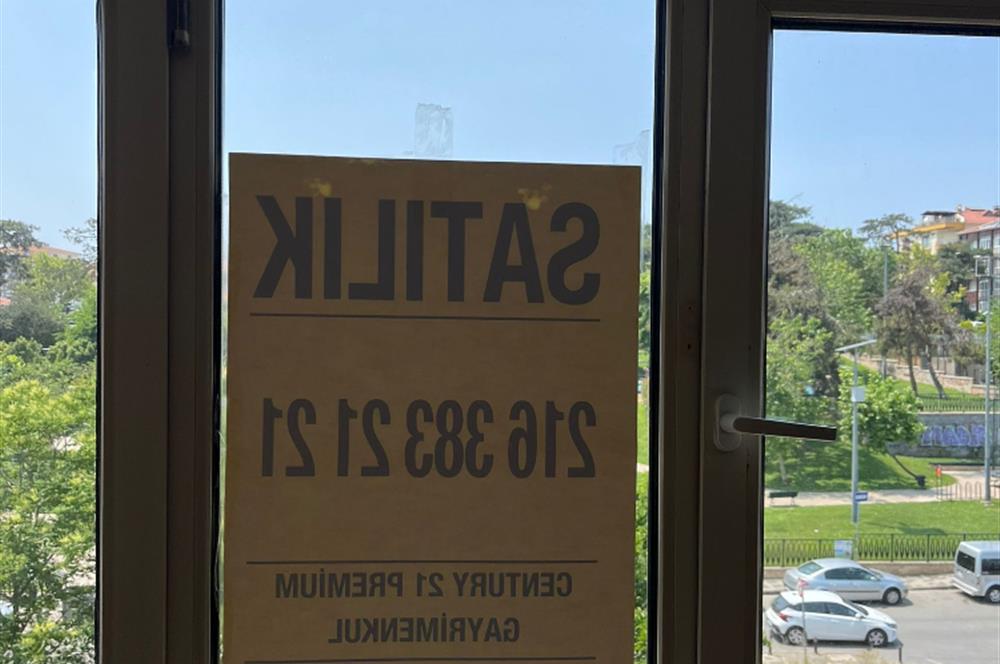 SATILIK
216 383 21 21
CENTURY 21 PREMİUM
GAYRİMENKUL